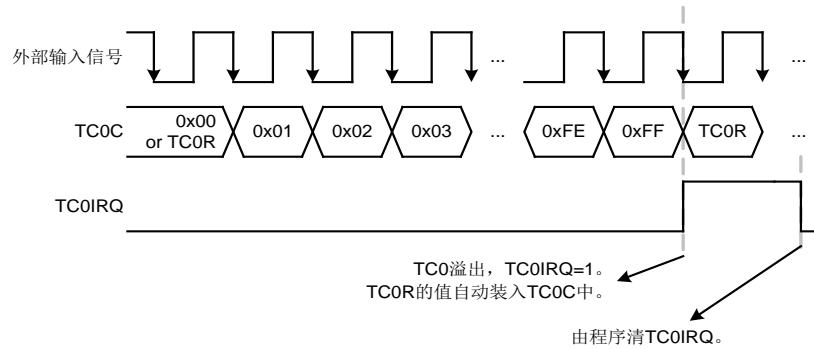 外部输入信号
...
...
TC0C
0x00
or TC0R
0x01
0x02
0x03
...
0xFE
0xFF
TC0R
...
TC0IRQ
TC0溢出，TC0IRQ=1。
TC0R的值自动装入TC0C中。
由程序清TC0IRQ。